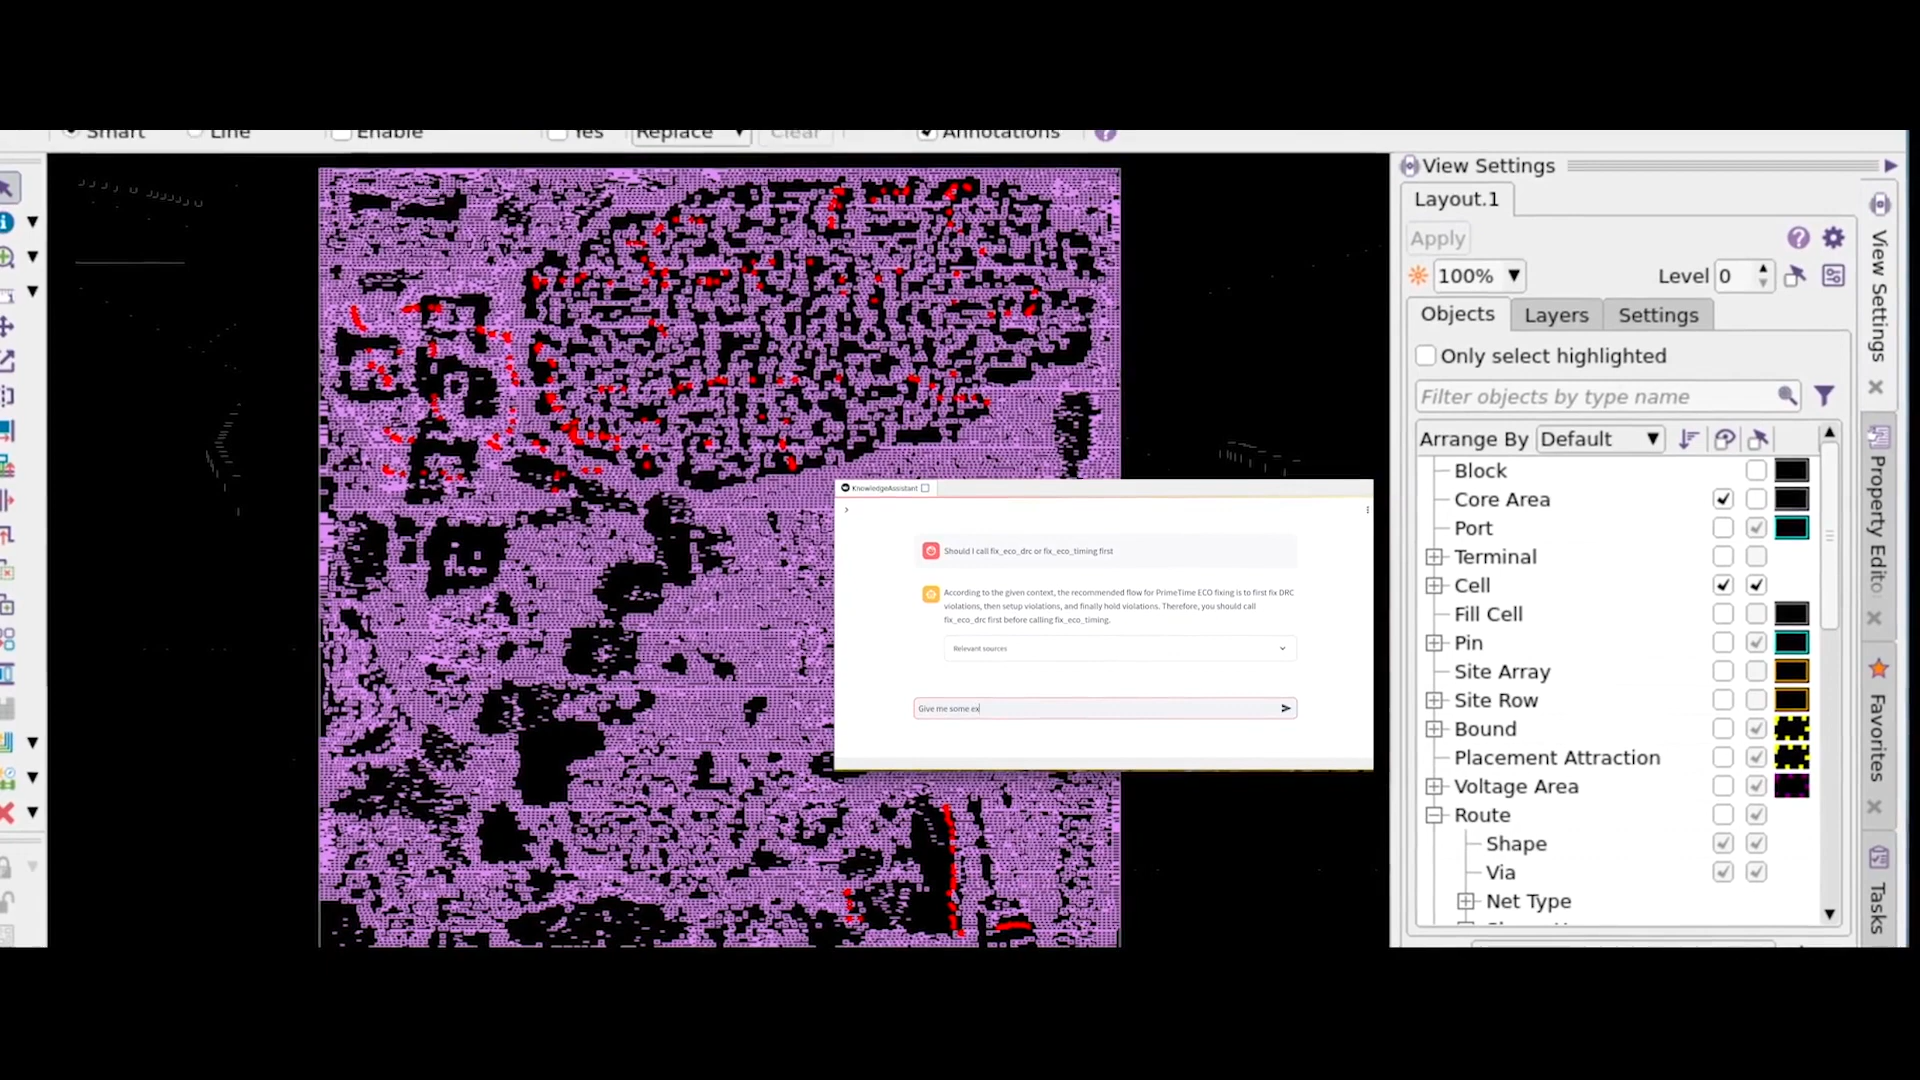 Smart
Line
Enable
Yes
Replace
Clear
Annotations
View Settings
Layout.1
Apply
100%
Level 0
Objects
Layers
Settings
Only select highlighted
Filter objects by type name
Arrange By Default
Block
Core Area
Port
Terminal
Cell
Fill Cell
Pin
Site Array
Site Row
Bound
Placement Attraction
Voltage Area
Route
Shape
Via
Net Type
View Settings
Property Edito
Favorites
Tasks
KnowledgeAssistant
Should I call fix_eco_drc or fix_eco_timing first
According to the given context, the recommended flow for PrimeTime ECO fixing is to first fix DRC
violations, then setup violations, and finally hold violations. Therefore, you should call
fix_eco_drc first before calling fix_eco_timing.
Relevant sources
Give me some ex